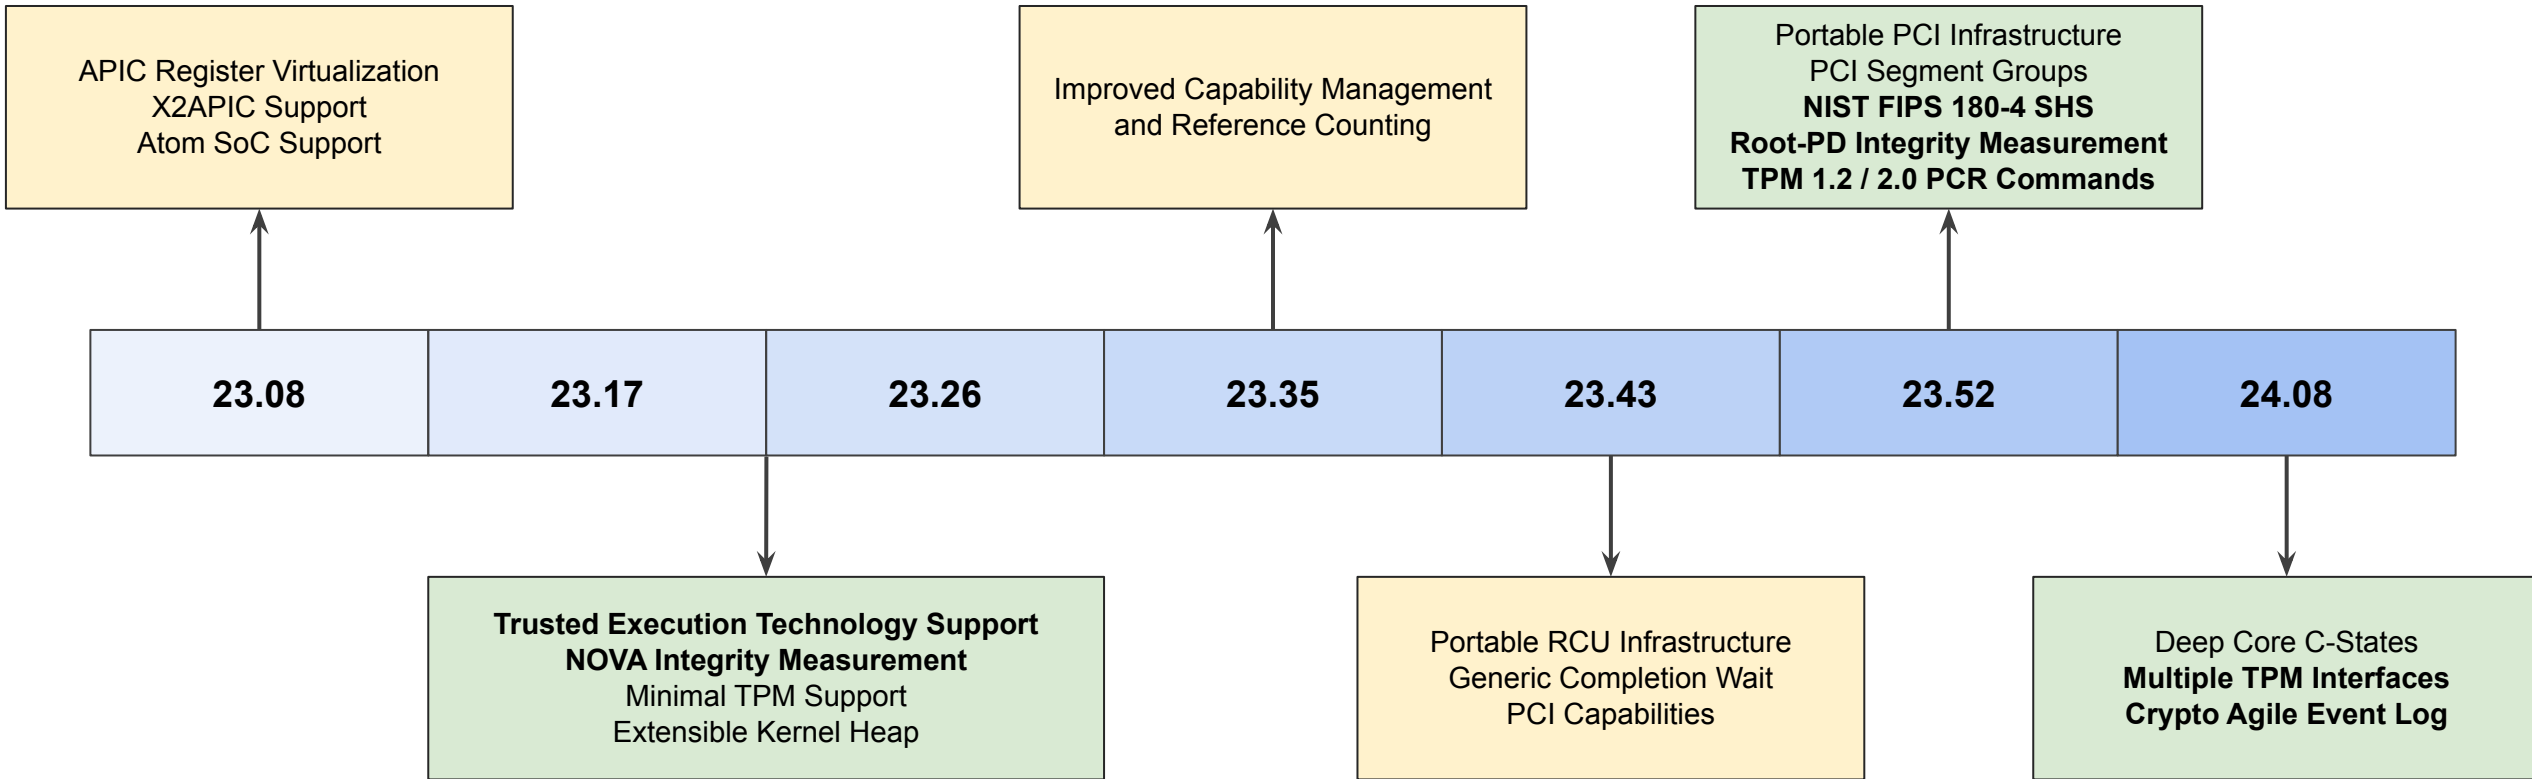 APIC Register Virtualization
X2APIC Support
Atom SoC Support
Improved Capability Management
and Reference Counting
Portable PCI Infrastructure
PCI Segment Groups
NIST FIPS 180-4 SHS
Root-PD Integrity Measurement
TPM 1.2 / 2.0 PCR Commands
23.08
23.17
23.26
23.35
23.43
23.52
24.08
Trusted Execution Technology Support
NOVA Integrity Measurement
Minimal TPM Support
Extensible Kernel Heap
Portable RCU Infrastructure
Generic Completion Wait
PCI Capabilities
Deep Core C-States
Multiple TPM Interfaces
Crypto Agile Event Log